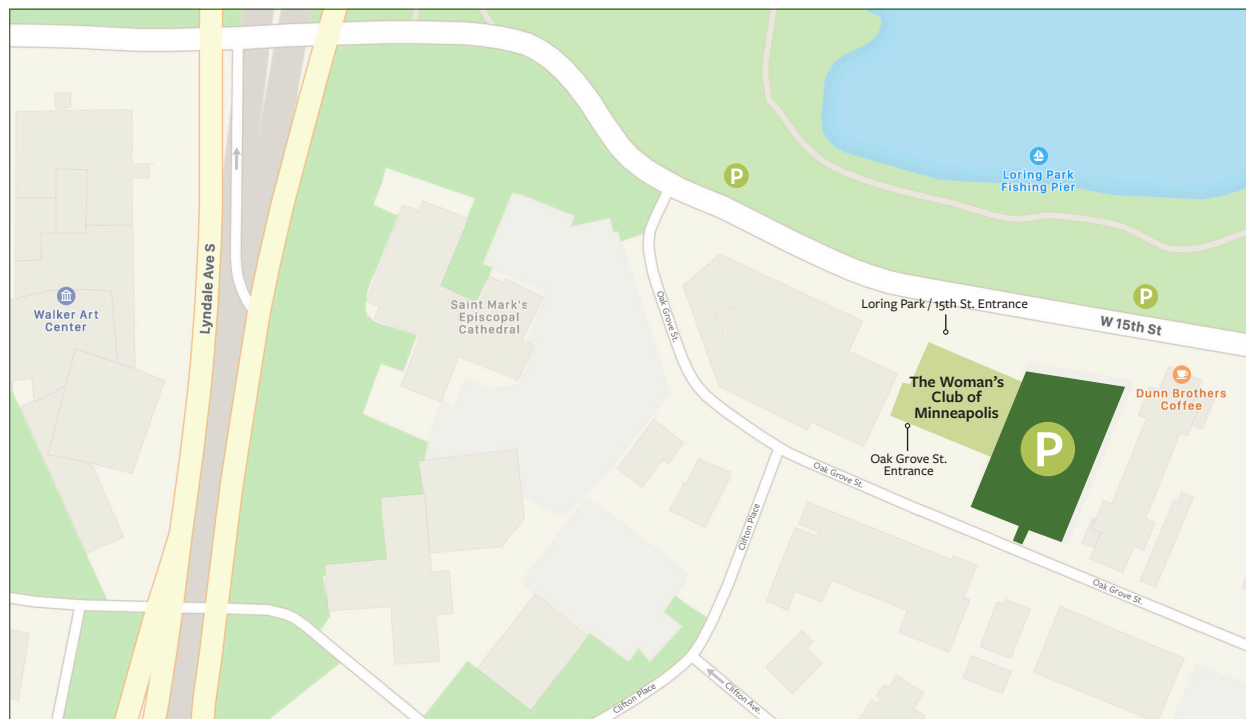 P
Loring Park
Fishing Pier
Lyndale Ave S
Oak Grove St.
Saint Mark's
Episcopal
Cathedral
Walker Art
Center
P
Loring Park / 15th St. Entrance
W 15th St
The Woman's
Club of
Minneapolis
Dunn Brothers
Coffee
P
Oak Grove St.
Entrance
Oak Grove St.
Clifton Place
Oak Grove St.
Clifton Place
Clifton Ave.